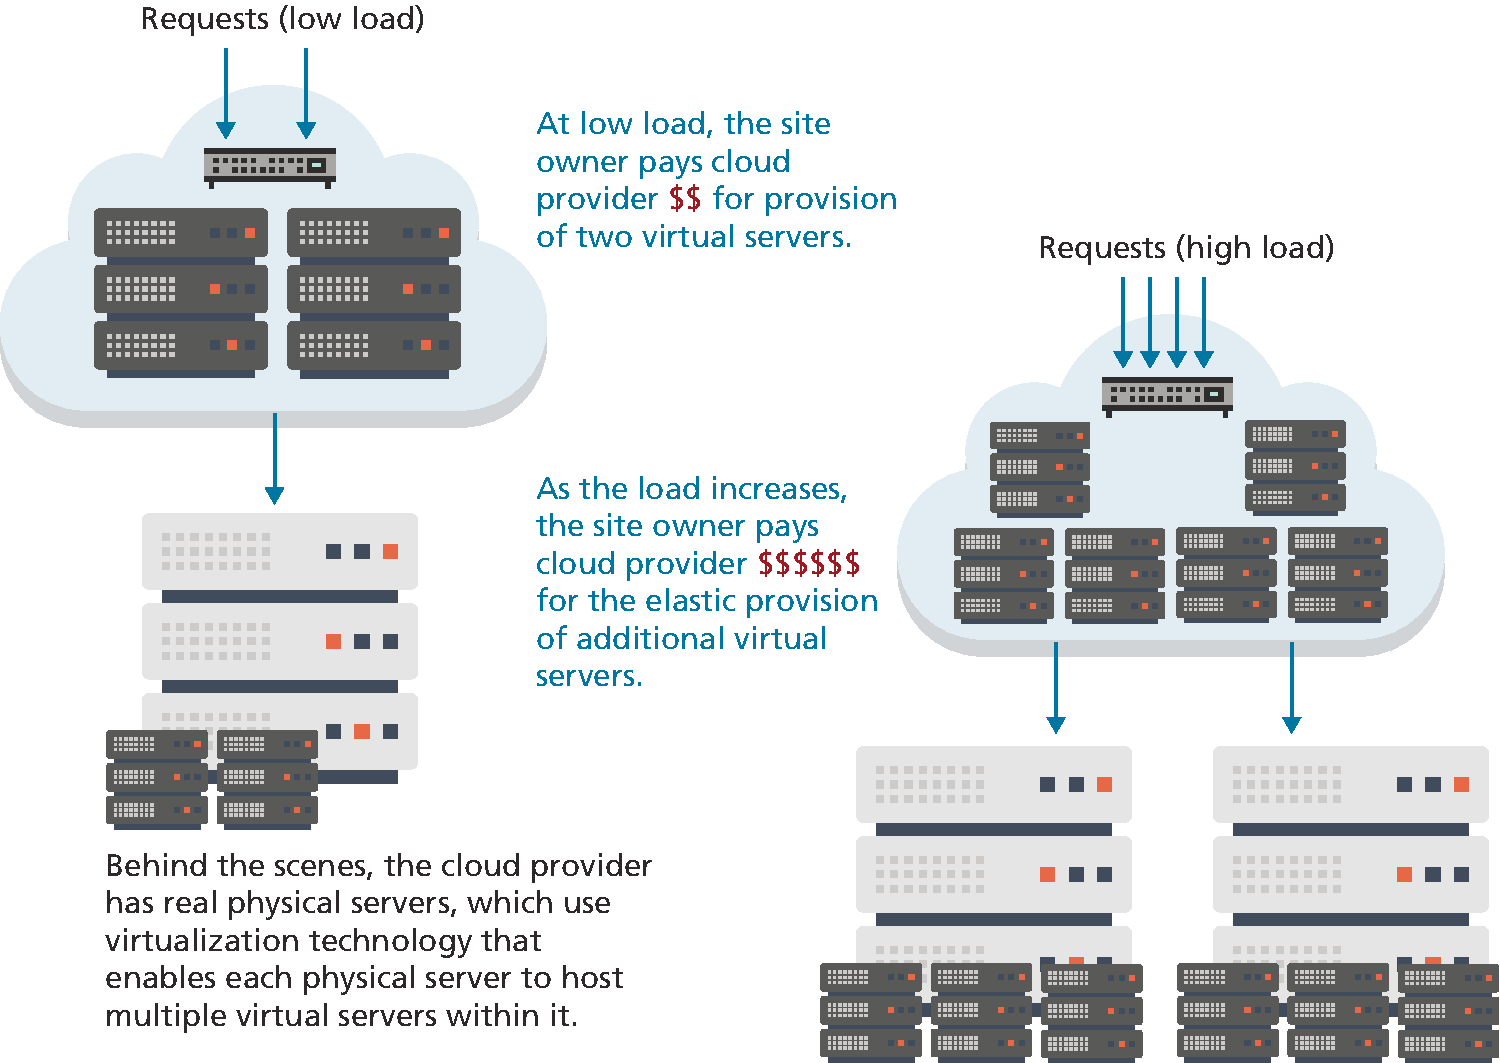 Requests (low load)
At low load, the site
owner pays cloud
provider $$ for provision
of two virtual servers.
Requests (high load)
As the load increases,
the site owner pays
cloud provider $$$$$$
for the elastic provision
of additional virtual
servers.
Behind the scenes, the cloud provider
has real physical servers, which use
virtualization technology that
enables each physical server to host
multiple virtual servers within it.